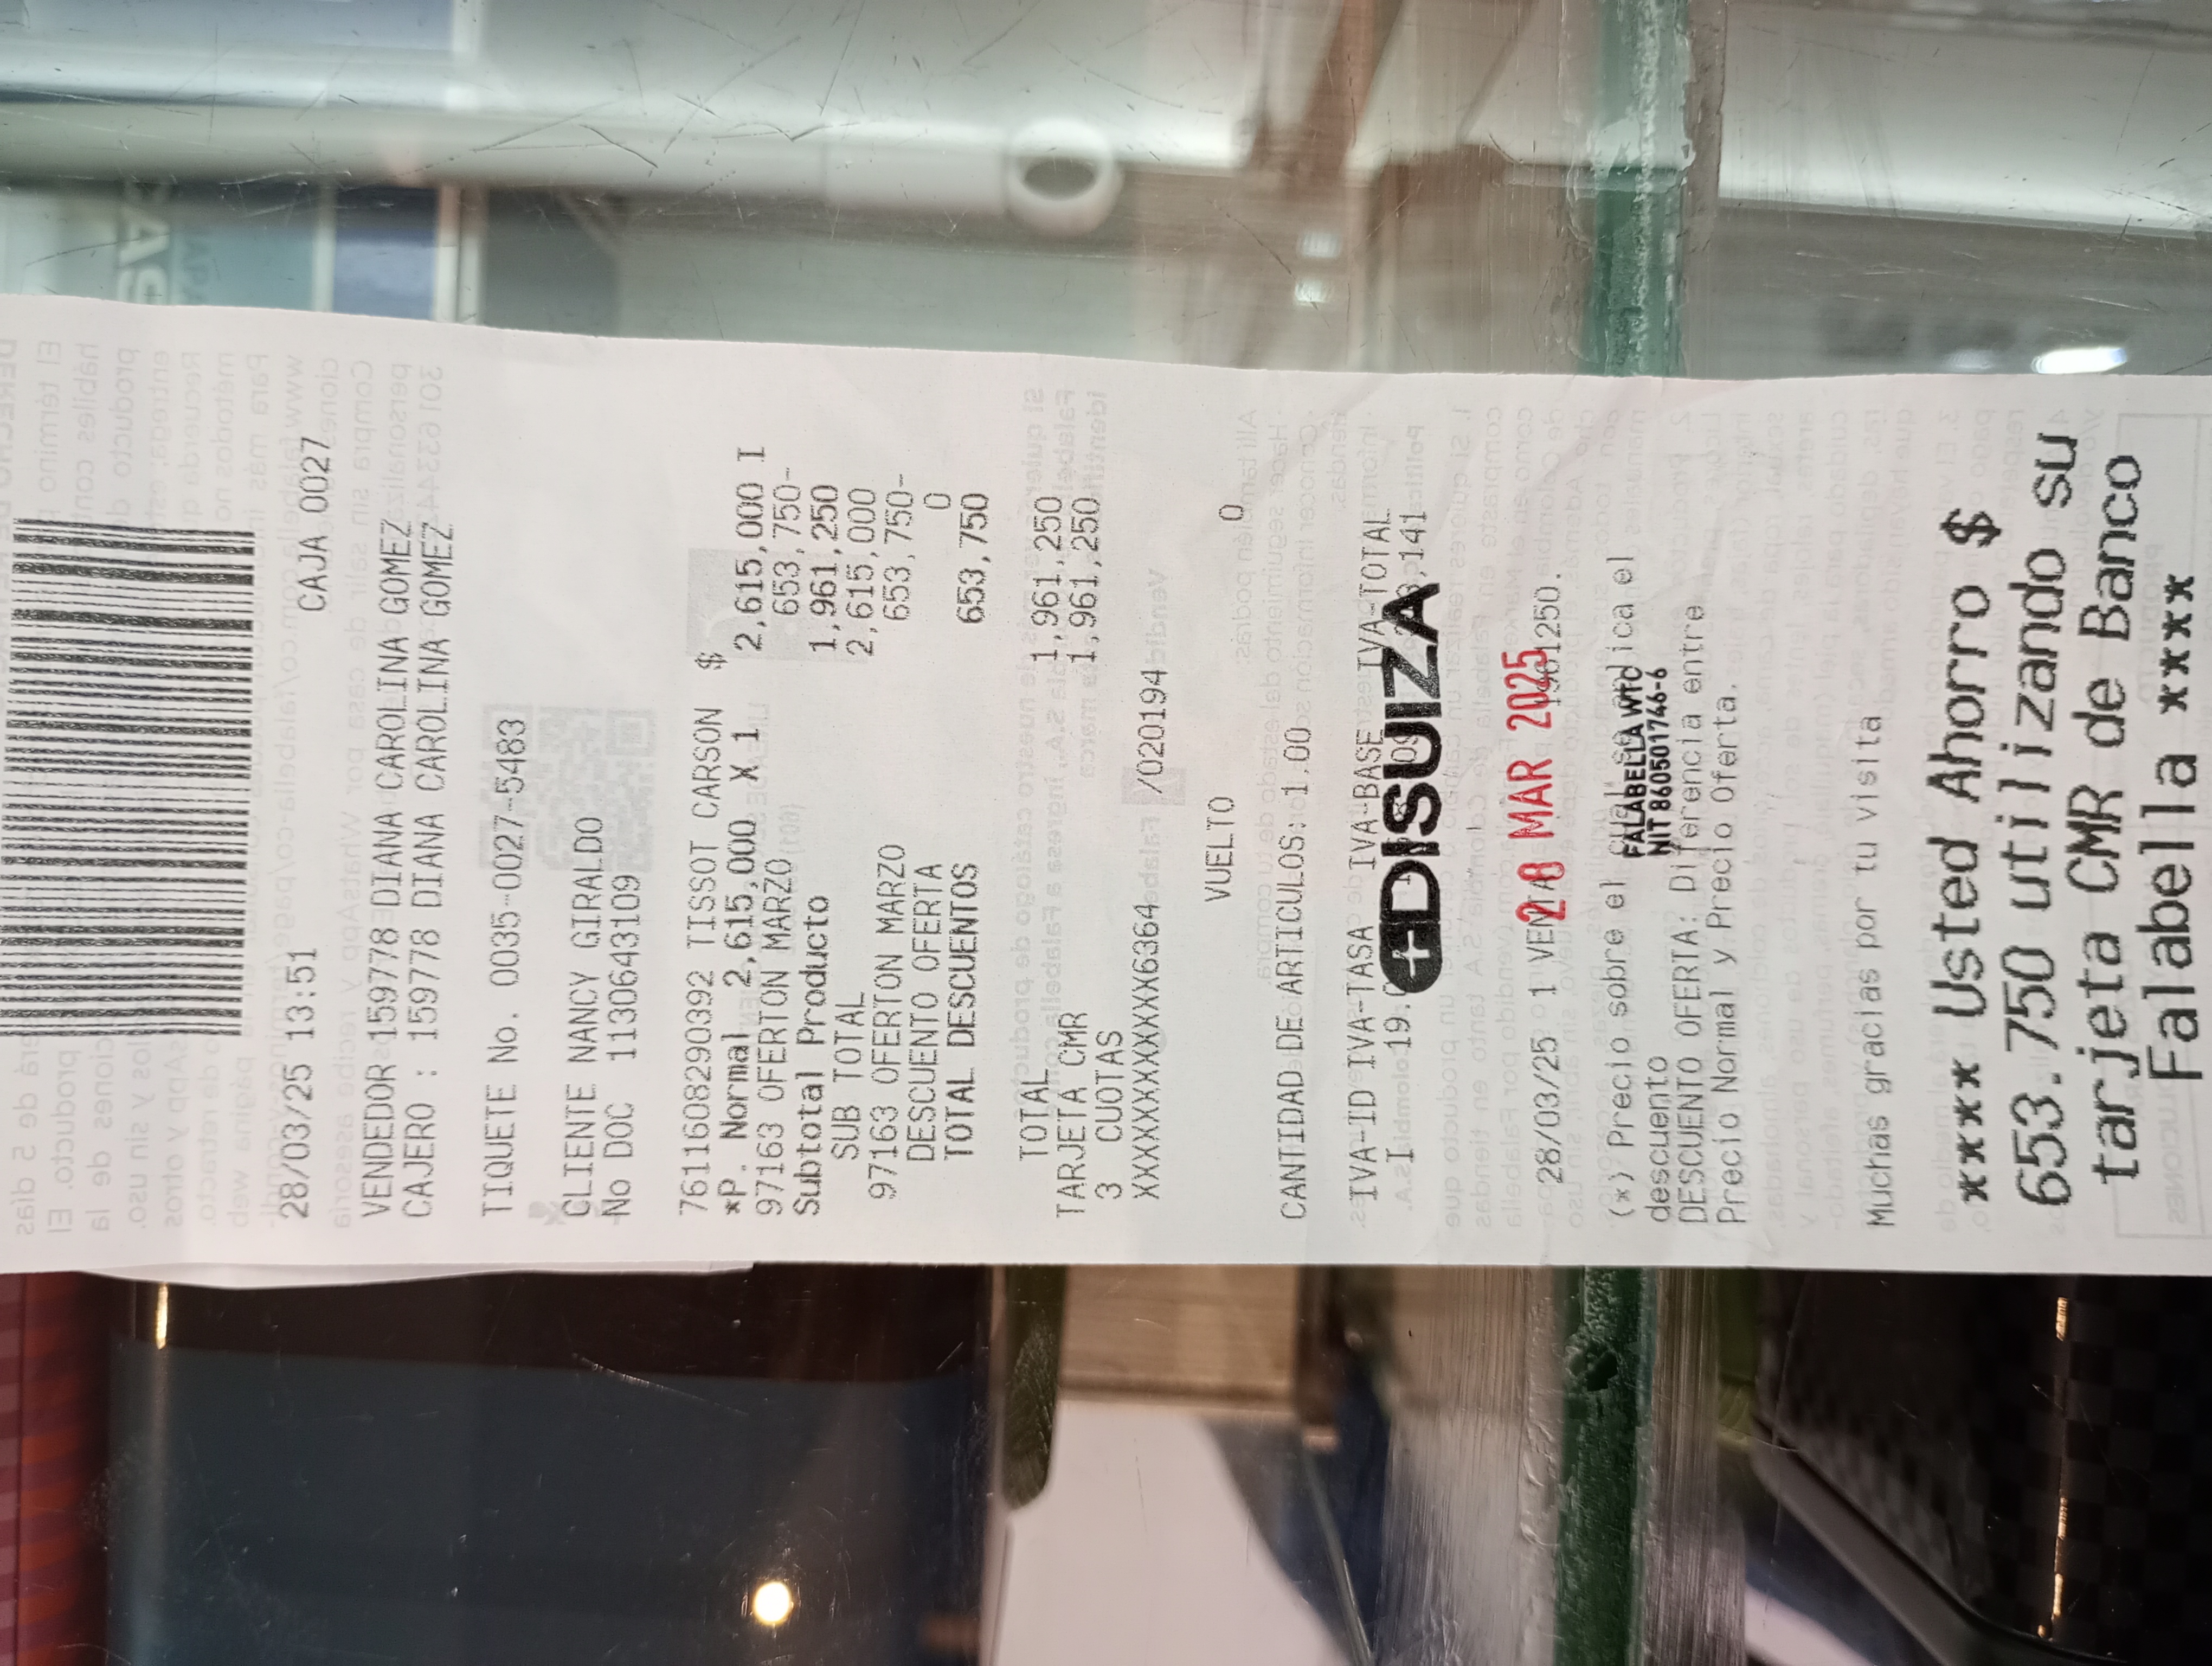 28/03/25 13:51 CAJA 0027
VENDEDOR 159778 DIANA CAROLINA GOMEZ
CAJERO : 159778 DIANA CAROLINA GOMEZ
TIQUETE No. 0035-0027-5483
CLIENTE NANCY GIRALDO
No DOC 1130643109
7611608290392 TISSOT CARSON $
*P. Normal 2,615,000 X 1 2,615,000 I
97163 OFERTON MARZO 653,750-
Subtotal Producto 1,961,250
SUB TOTAL 2,615,000
97163 OFERTON MARZO 653,750-
DESCUENTO OFERTA 0
TOTAL DESCUENTOS 653,750
TOTAL 1,961,250
TARJETA CMR 1,961,250
3 CUOTAS
XXXXXXXXXXXX6364 /020194
VUELTO 0
CANTIDAD DE ARTICULOS: 1.00
IVA-ID IVA-TASA IVA-BASE IVA-TOTAL
I 19.
DISUIZA
28/03/25 1 VENTA 1961250.
28 MAR 2025
(*) Precio sobre el cual se aplica el
FALABELLA WTC
NIT 860501746-6
descuento
DESCUENTO OFERTA: Diferencia entre
Precio Normal y Precio Oferta.
Muchas gracias por tu visita
**** Usted Ahorro $
653.750 utilizando su
tarjeta CMR de Banco
Falabella ****